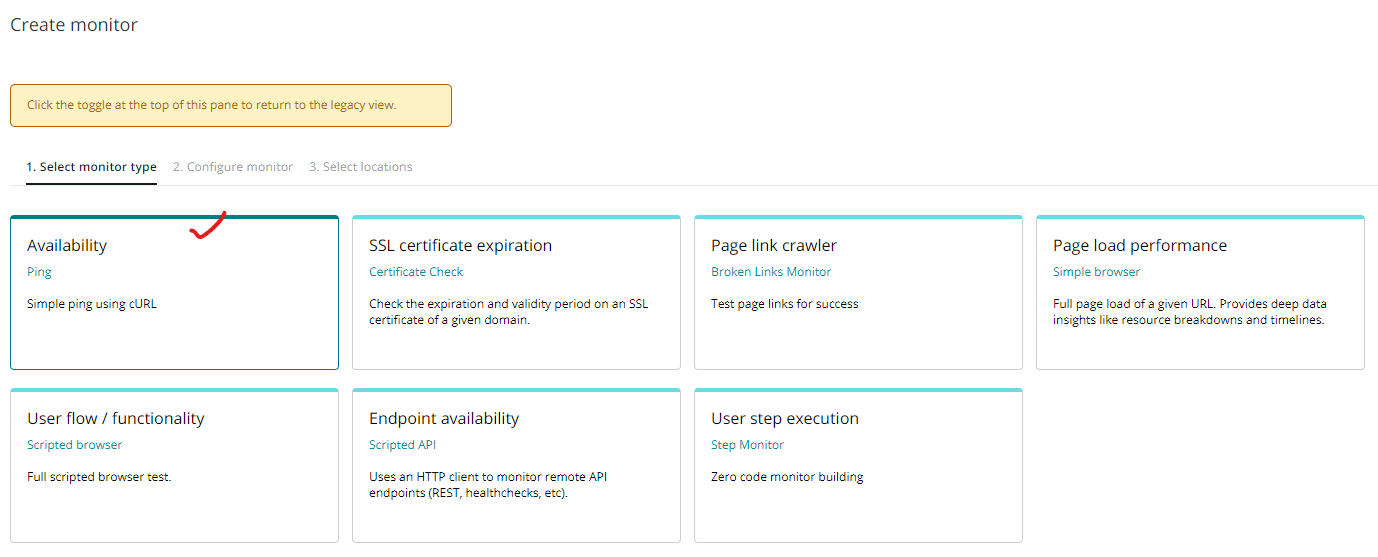 Create monitor
Click the toggle at the top of this pane to return to the legacy view.
1. Select monitor type 2. Configure monitor 3. Select locations
Availability
Ping
Simple ping using cURL
SSL certificate expiration
Certificate Check
Check the expiration and validity period on an SSL
certificate of a given domain.
Page link crawler
Broken Links Monitor
Test page links for success
Page load performance
Simple browser
Full page load of a given URL. Provides deep data
insights like resource breakdowns and timelines.
User flow / functionality
Scripted browser
Full scripted browser test.
Endpoint availability
Scripted API
Uses an HTTP client to monitor remote API
endpoints (REST, healthchecks, etc).
User step execution
Step Monitor
Zero code monitor building